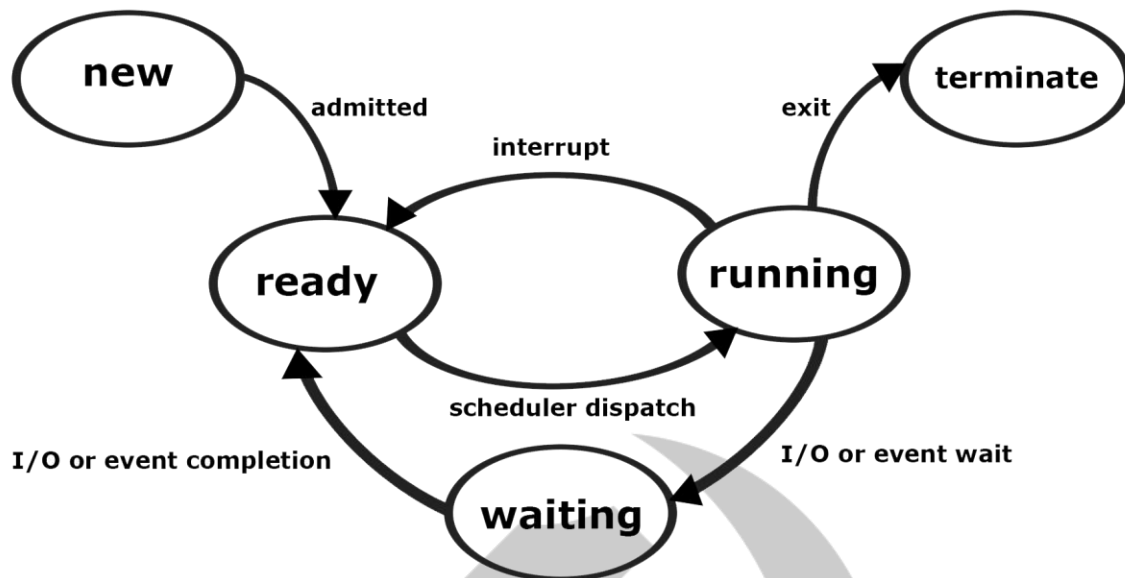 new
terminate
admitted
exit
interrupt
ready
running
scheduler dispatch
I/O or event completion
I/O or event wait
waiting